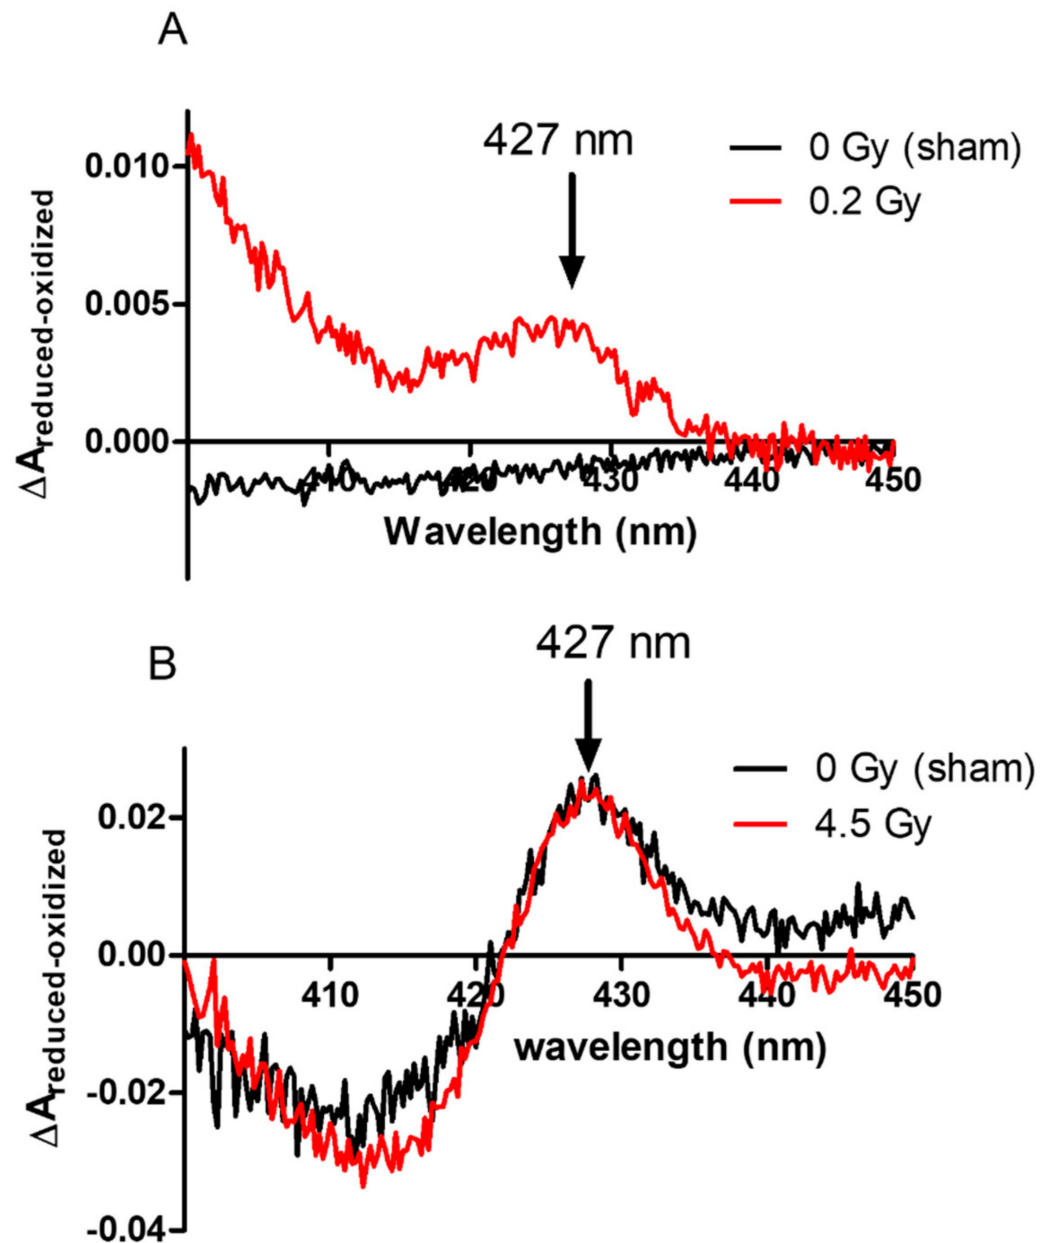 A
427 nm
0 Gy (sham)
0.2 Gy
0.010
0.005
0.000
ΔAreduced-oxidized
410 420 430 440 450
Wavelength (nm)
B
427 nm
0 Gy (sham)
4.5 Gy
0.02
0.00
-0.02
-0.04
ΔAreduced-oxidized
410 420 430 440 450
wavelength (nm)